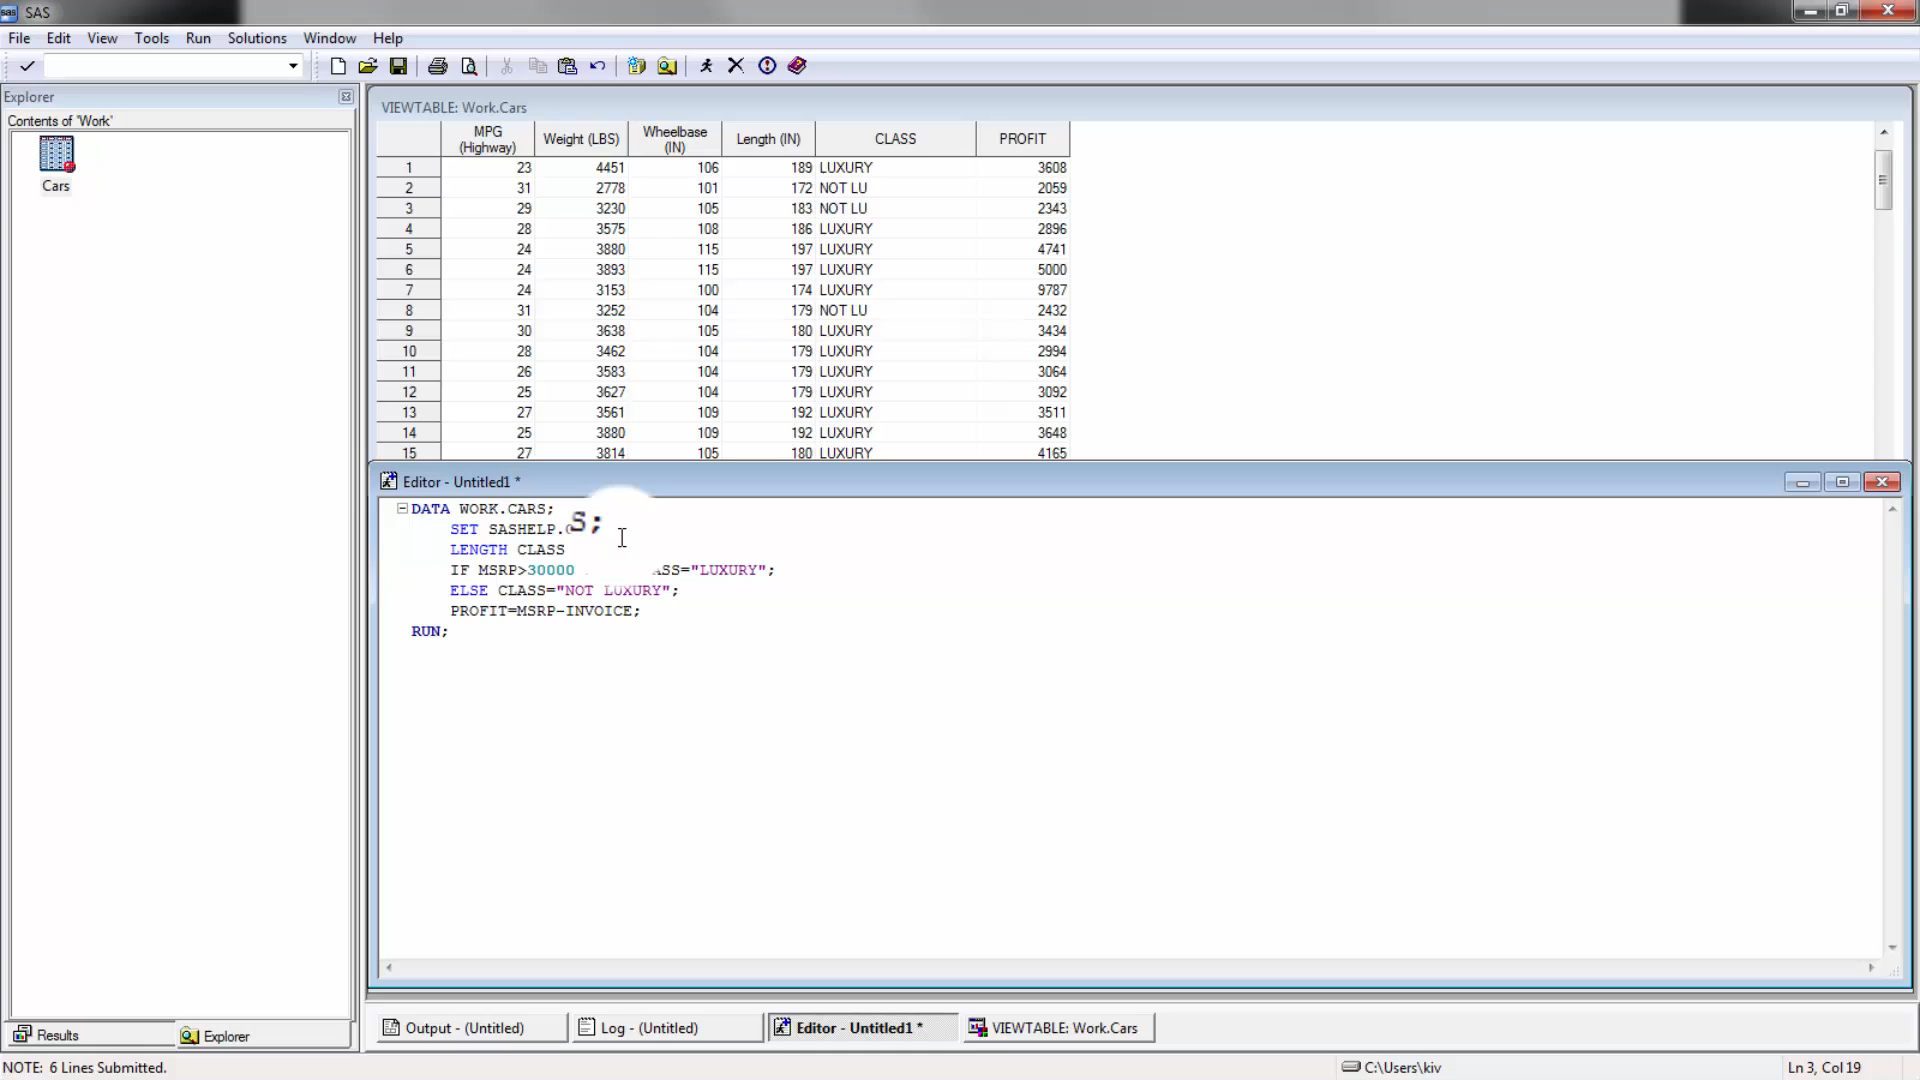 SAS
File Edit View Tools Run Solutions Window Help
Explorer
Contents of 'Work'
Cars
VIEWTABLE: Work.Cars
MPG (Highway) Weight (LBS) Wheelbase (IN) Length (IN) CLASS PROFIT
1 23 4451 106 189 LUXURY 3608
2 31 2778 101 172 NOT LU 2059
3 29 3230 105 183 NOT LU 2343
4 28 3575 108 186 LUXURY 2896
5 24 3880 115 197 LUXURY 4741
6 24 3893 115 197 LUXURY 5000
7 24 3153 100 174 LUXURY 9787
8 31 3252 104 179 NOT LU 2432
9 30 3638 105 180 LUXURY 3434
10 28 3462 104 179 LUXURY 2994
11 26 3583 104 179 LUXURY 3064
12 25 3627 104 179 LUXURY 3092
13 27 3561 109 192 LUXURY 3511
14 25 3880 109 192 LUXURY 3648
15 27 3814 105 180 LUXURY 4165
Editor - Untitled1 *
DATA WORK.CARS;
SET SASHELP. S;
LENGTH CLASS
IF MSRP>30000 ASS="LUXURY";
ELSE CLASS="NOT LUXURY";
PROFIT=MSRP-INVOICE;
RUN;
Results Explorer
Output - (Untitled) Log - (Untitled) Editor - Untitled1 * VIEWTABLE: Work.Cars
NOTE: 6 Lines Submitted. C:\Users\kiv Ln 3, Col 19